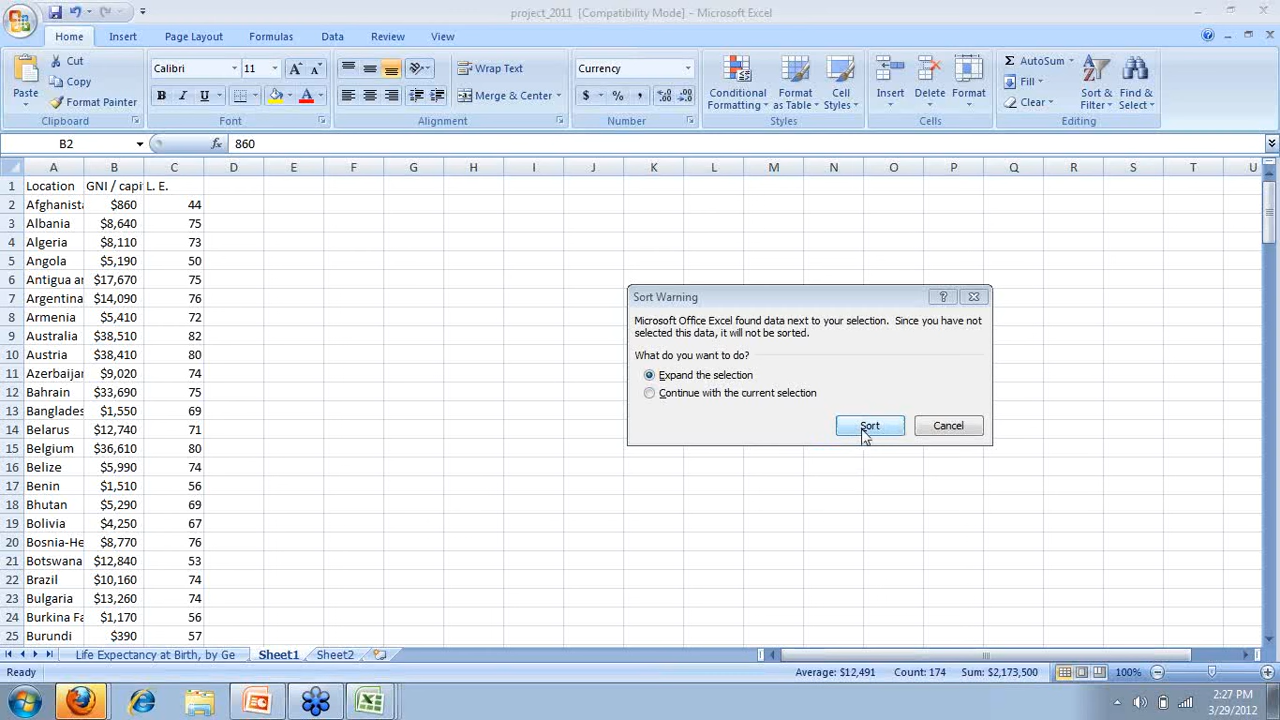 project_2011 [Compatibility Mode] - Microsoft Excel
Home Insert Page Layout Formulas Data Review View
Paste
Cut
Copy
Format Painter
Clipboard
Calibri 11
B I U
Font
Wrap Text
Merge & Center
Alignment
Currency
$ % ,
Number
Conditional Formatting
Format as Table
Cell Styles
Styles
Insert Delete Format
Cells
Σ AutoSum
Fill
Clear
Sort & Filter
Find & Select
Editing
B2 fx 860
A B C D E F G H I J K L M N O P Q R S T U
1 Location GNI / capi L. E.
2 Afghanista $860 44
3 Albania $8,640 75
4 Algeria $8,110 73
5 Angola $5,190 50
6 Antigua ar $17,670 75
7 Argentina $14,090 76
8 Armenia $5,410 72
9 Australia $38,510 82
10 Austria $38,410 80
11 Azerbaijar $9,020 74
12 Bahrain $33,690 75
13 Banglades $1,550 69
14 Belarus $12,740 71
15 Belgium $36,610 80
16 Belize $5,990 74
17 Benin $1,510 56
18 Bhutan $5,290 69
19 Bolivia $4,250 67
20 Bosnia-He $8,770 76
21 Botswana $12,840 53
22 Brazil $10,160 74
23 Bulgaria $13,260 74
24 Burkina Fa $1,170 56
25 Burundi $390 57
Sort Warning
Microsoft Office Excel found data next to your selection. Since you have not
selected this data, it will not be sorted.
What do you want to do?
Expand the selection
Continue with the current selection
Sort Cancel
Life Expectancy at Birth, by Ge Sheet1 Sheet2
Ready Average: $12,491 Count: 174 Sum: $2,173,500 100%
2:27 PM
3/29/2012